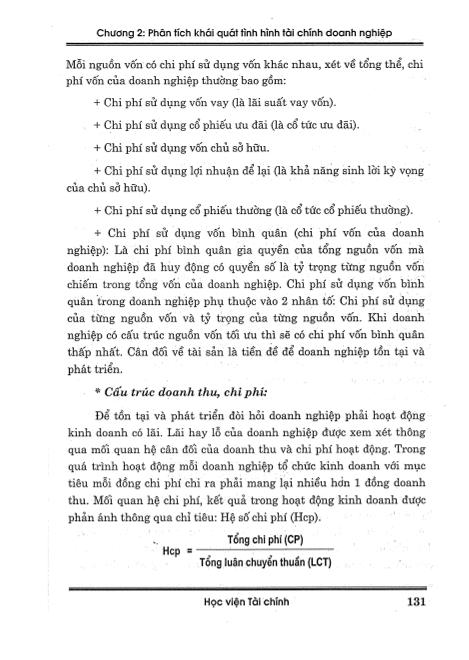 Chương 2: Phân tích khái quát tình hình tài chính doanh nghiệp
Mỗi nguồn vốn có chi phí sử dụng vốn khác nhau, xét về tổng thể, chi
phí vốn của doanh nghiệp thường bao gồm:
+ Chi phí sử dụng vốn vay (là lãi suất vay vốn).
+ Chi phí sử dụng cổ phiếu ưu đãi (là cổ tức ưu đãi).
+ Chi phí sử dụng vốn chủ sở hữu.
+ Chi phí sử dụng lợi nhuận để lại (là khả năng sinh lời kỳ vọng
của chủ sở hữu).
+ Chi phí sử dụng cổ phiếu thường (là cổ tức cổ phiếu thường).
+ Chi phí sử dụng vốn bình quân (chi phí vốn của doanh
nghiệp): Là chi phí bình quân gia quyền của tổng nguồn vốn mà
doanh nghiệp đã huy động có quyền số là tỷ trọng từng nguồn vốn
chiếm trong tổng vốn của doanh nghiệp. Chi phí sử dụng vốn bình
quân trong doanh nghiệp phụ thuộc vào 2 nhân tố: Chi phí sử dụng
của từng nguồn vốn và tỷ trọng của từng nguồn vốn. Khi doanh
nghiệp có cấu trúc nguồn vốn tối ưu thì sẽ có chi phí vốn bình quân
thấp nhất. Cân đối về tài sản là tiền đề để doanh nghiệp tồn tại và
phát triển.
* Cấu trúc doanh thu, chi phí:
Để tồn tại và phát triển đòi hỏi doanh nghiệp phải hoạt động
kinh doanh có lãi. Lãi hay lỗ của doanh nghiệp được xem xét thông
qua mối quan hệ cân đối của doanh thu và chi phí hoạt động. Trong
quá trình hoạt động mỗi doanh nghiệp tổ chức kinh doanh với mục
tiêu mỗi đồng chi phí chi ra phải mang lại nhiều hơn 1 đồng doanh
thu. Mối quan hệ chi phí, kết quả trong hoạt động kinh doanh được
phản ánh thông qua chỉ tiêu: Hệ số chi phí (Hcp).
Tổng chi phí (CP)
Hcp =
Tổng luân chuyển thuần (LCT)
Học viện Tài chính 131